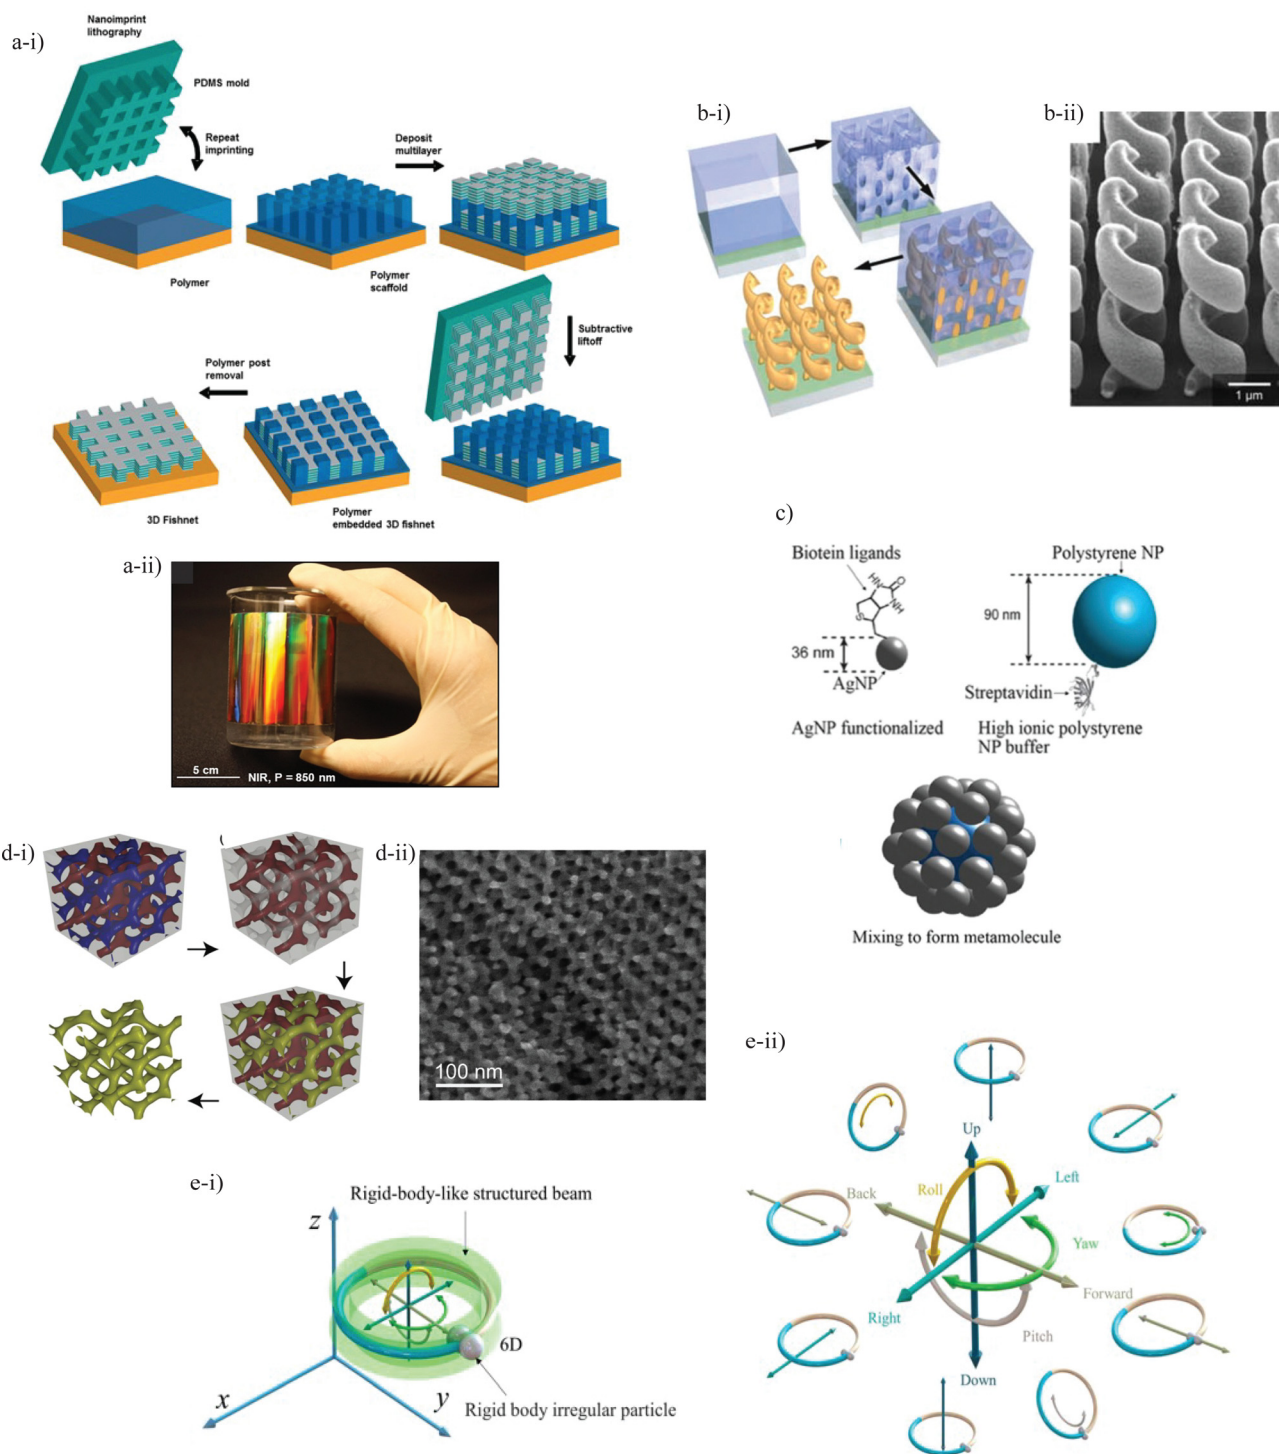 a-i)
Nanoimprint
lithography
PDMS mold
Repeat
imprinting
Deposit
multilayer
Polymer
Polymer
scaffold
Subtractive
liftoff
Polymer post
removal
3D Fishnet
Polymer
embedded 3D fishnet
a-ii)
5 cm
NIR, P = 850 nm
b-i)
b-ii)
1 µm
c)
Biotein ligands
HN
O
NH
S
36 nm
AgNP
AgNP functionalized
Polystyrene NP
90 nm
Streptavidin
High ionic polystyrene
NP buffer
Mixing to form metamolecule
d-i)
d-ii)
100 nm
e-i)
Rigid-body-like structured beam
z
6D
x
y
Rigid body irregular particle
e-ii)
Up
Left
Roll
Back
Yaw
Forward
Right
Pitch
Down